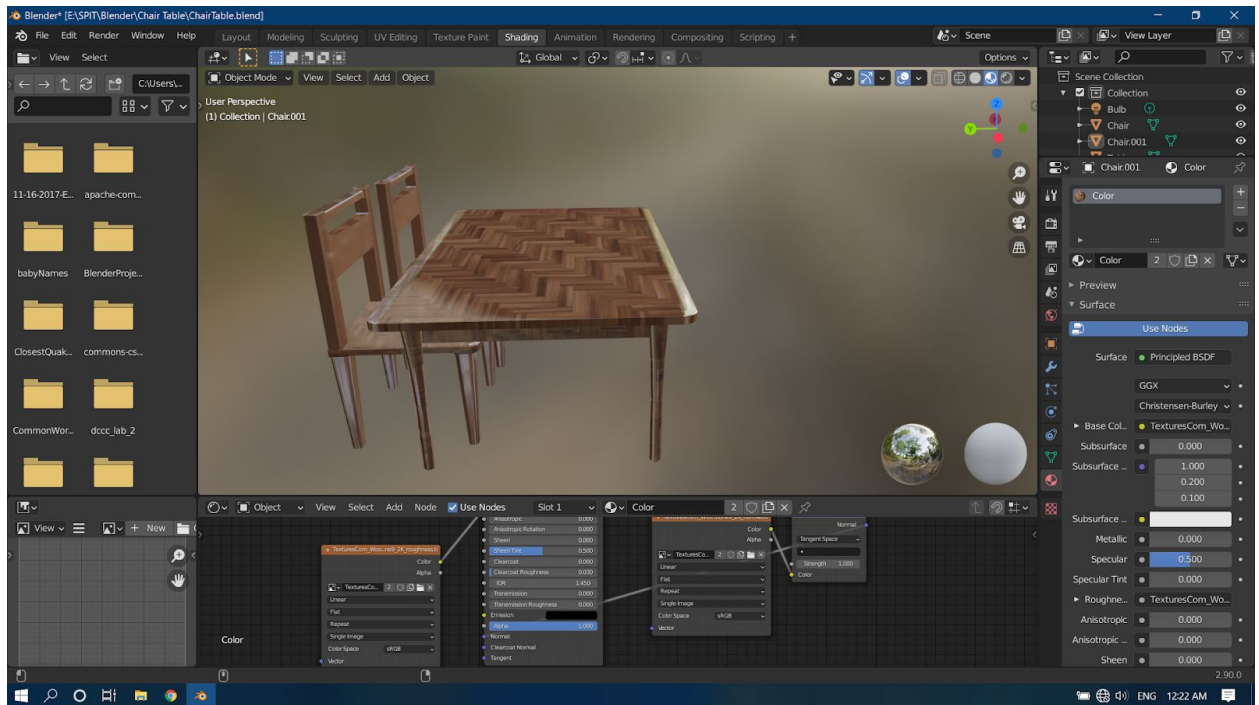 Blender* [E:\SPIT\Blender\Chair Table\ChairTable.blend]
File Edit Render Window Help Layout Modeling Sculpting UV Editing Texture Paint Shading Animation Rendering Compositing Scripting + Scene View Layer
View Select Global Options
C:\Users\...
Object Mode View Select Add Object
User Perspective
(1) Collection | Chair.001
11-16-2017-E... apache-com...
babyNames BlenderProje...
ClosestQuak... commons-cs...
CommonWor... dccc_lab_2
Z
Y
Scene Collection
Collection
Bulb
Chair
Chair.001
Chair.001 Color
Color
Color 2
Preview
Surface
Use Nodes
Surface Principled BSDF
GGX
Christensen-Burley
Base Col... TexturesCom_Wo...
Subsurface 0.000
Subsurface ... 1.000
0.200
0.100
Subsurface ...
Metallic 0.000
Specular 0.500
Specular Tint 0.000
Roughne... TexturesCom_Wo...
Anisotropic 0.000
Anisotropic ... 0.000
Sheen 0.000
View + New
Object View Select Add Node Use Nodes Slot 1 Color 2
TexturesCom_Woo...ne9_2K_roughness.ti
Color
Alpha
TexturesCo... 2
Linear
Flat
Repeat
Single Image
Color Space sRGB
Vector
Anisotropic 0.000
Anisotropic Rotation 0.000
Sheen 0.000
Sheen Tint 0.500
Clearcoat 0.000
Clearcoat Roughness 0.030
IOR 1.450
Transmission 0.000
Transmission Roughness 0.000
Emission
Alpha 1.000
Normal
Clearcoat Normal
Tangent
Color
Alpha
TexturesCo... 2
Linear
Flat
Repeat
Single Image
Color Space sRGB
Vector
Normal
Tangent Space
Strength 1.000
Color
Color
2.90.0
ENG 12:22 AM